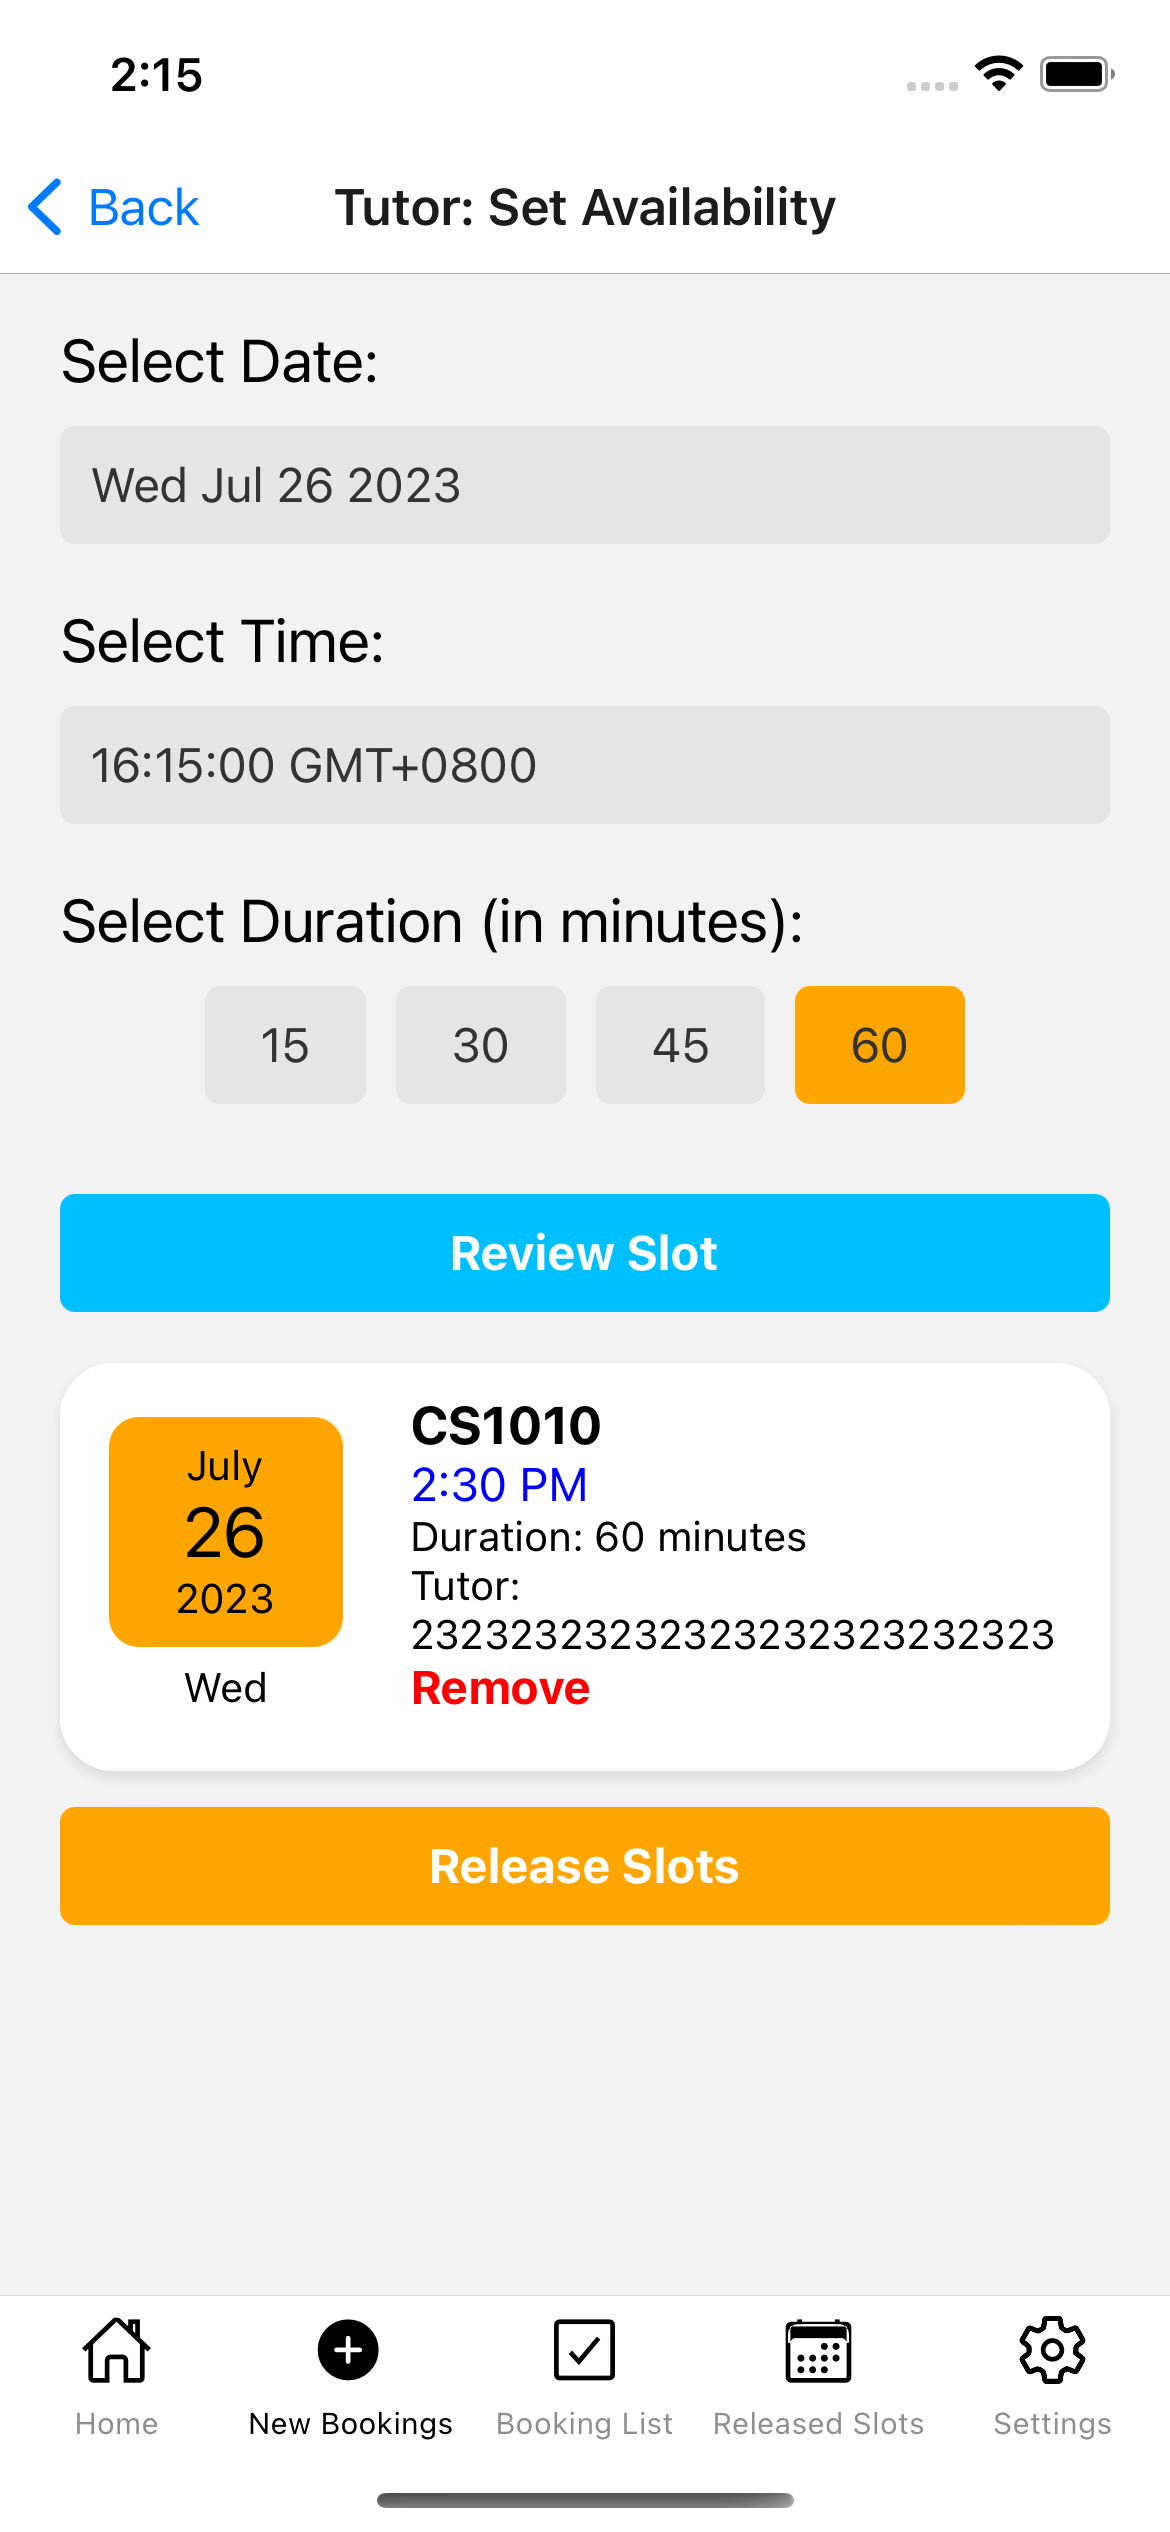 2:15
Back
Tutor: Set Availability
Select Date:
Wed Jul 26 2023
Select Time:
16:15:00 GMT+0800
Select Duration (in minutes):
15 30 45 60
Review Slot
July
26
2023
Wed
CS1010
2:30 PM
Duration: 60 minutes
Tutor:
23232323232323232323232323
Remove
Release Slots
Home New Bookings Booking List Released Slots Settings